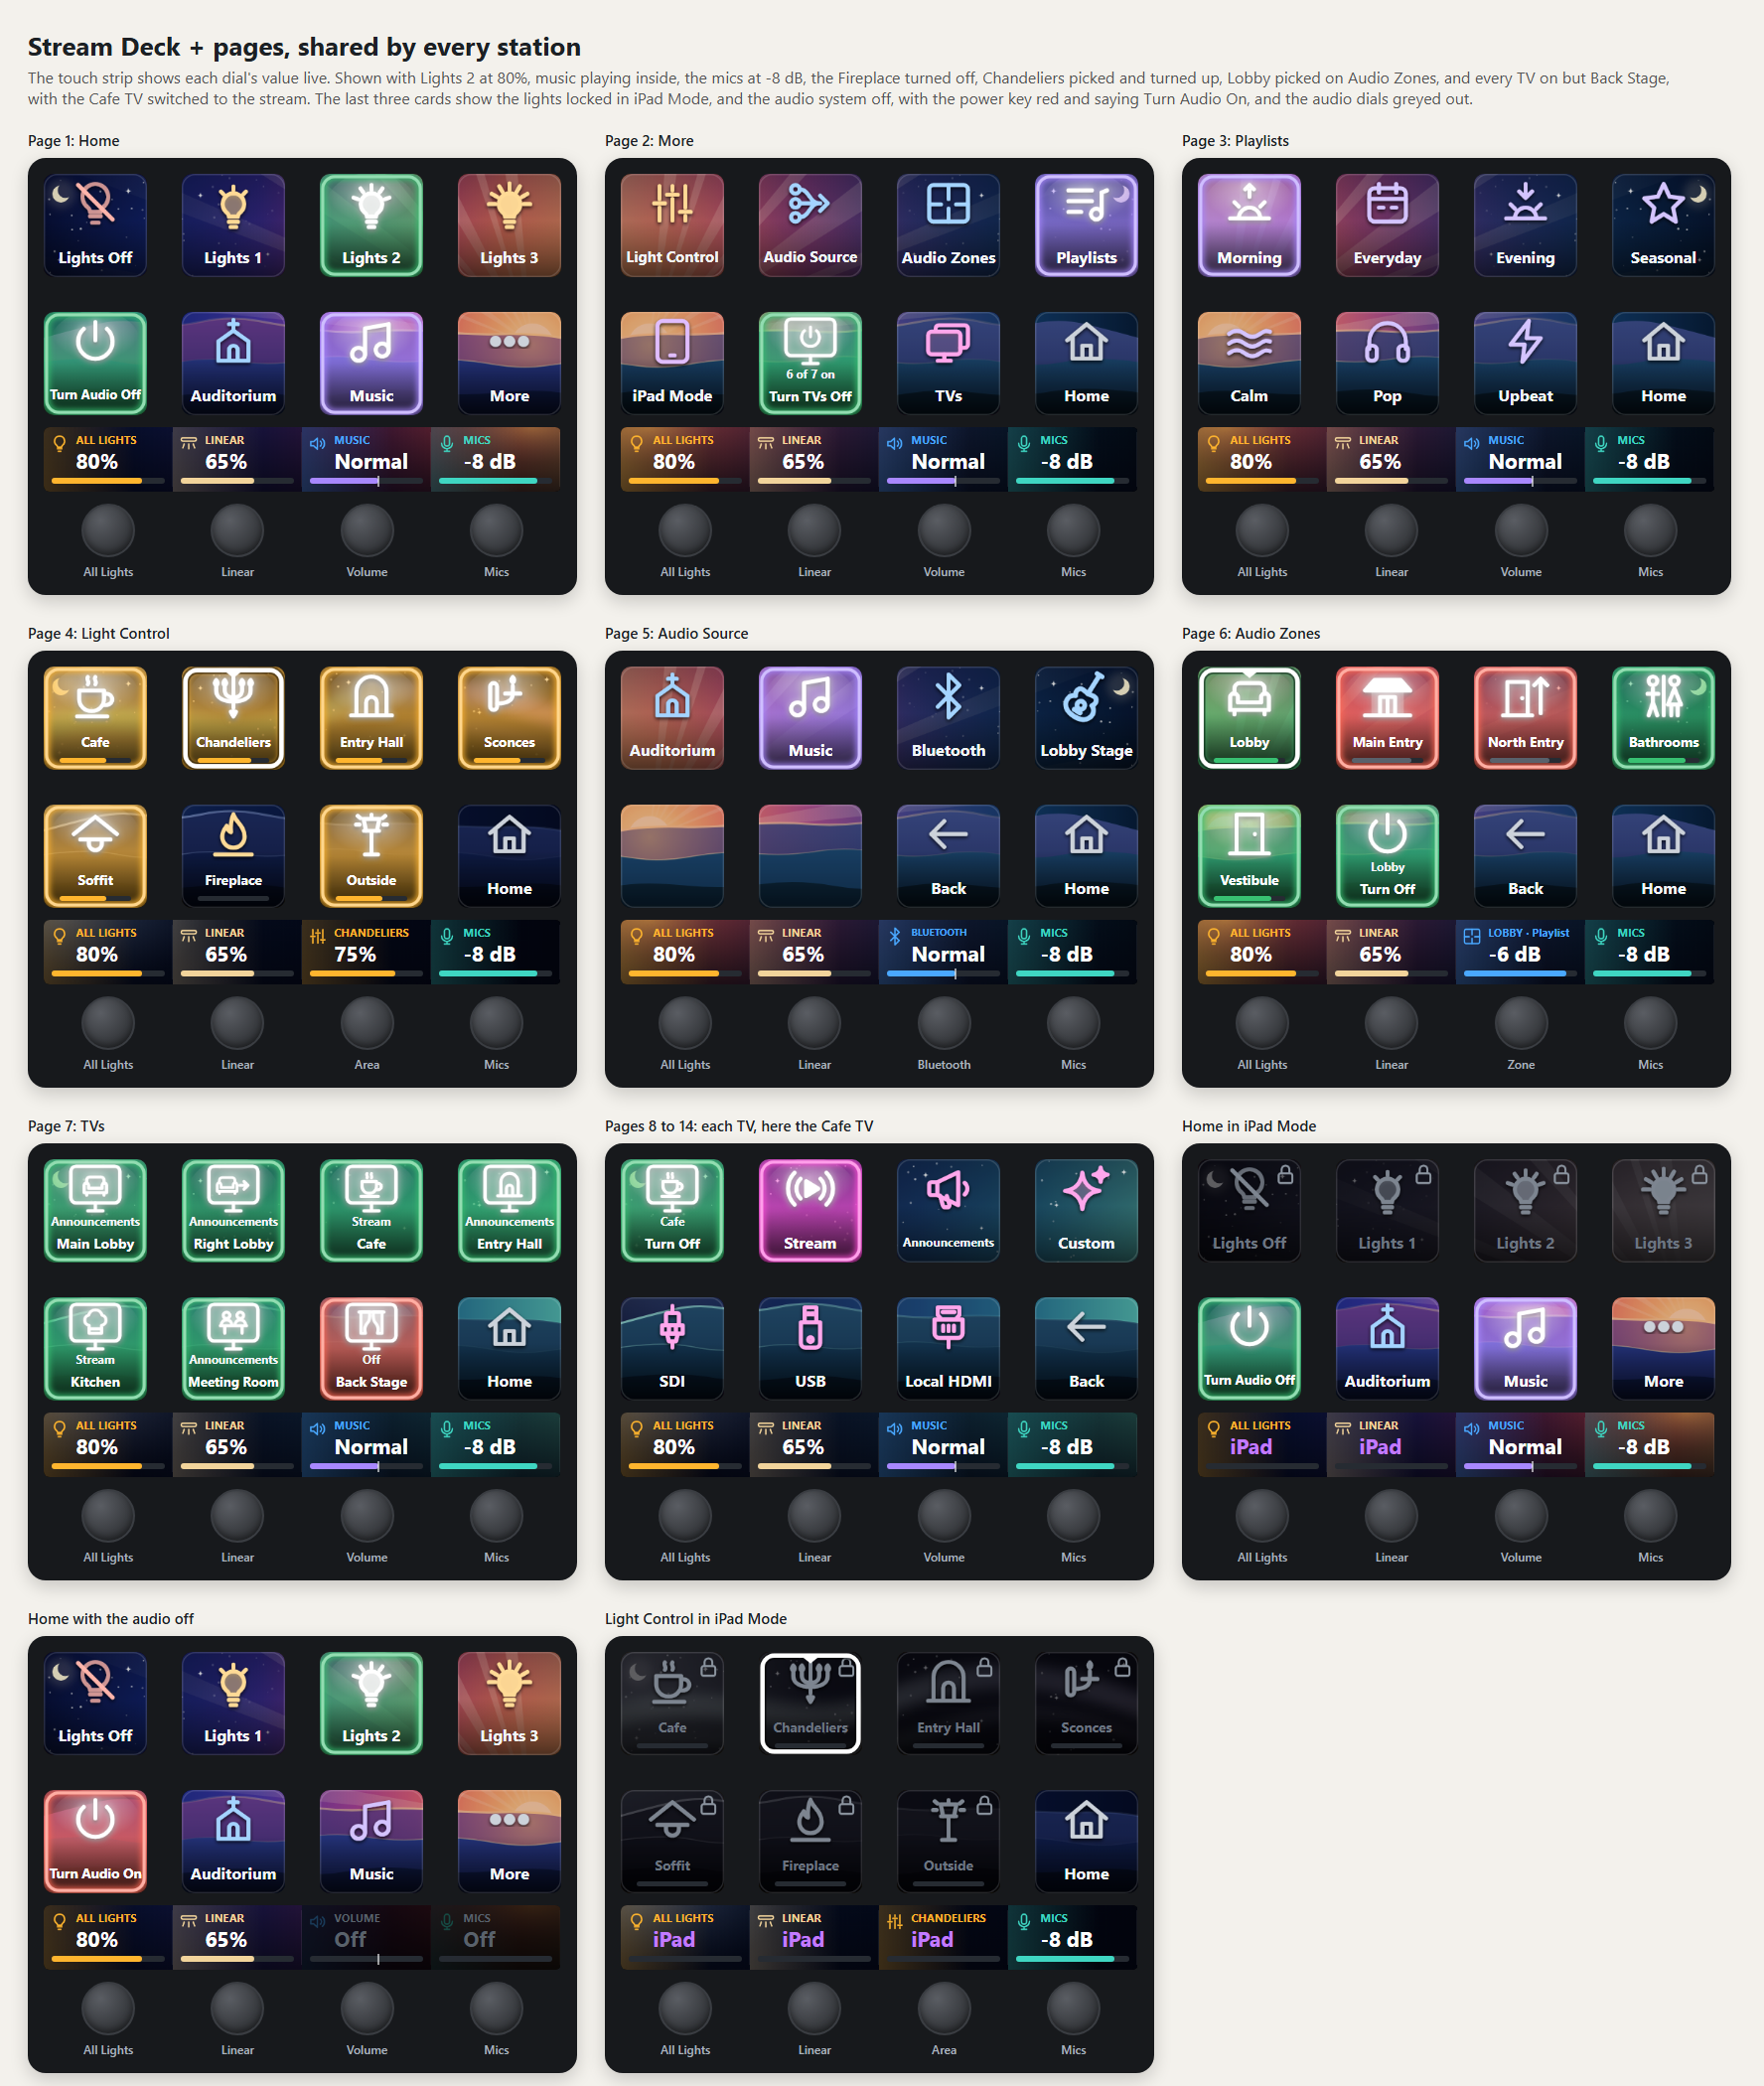 Stream Deck + pages, shared by every station
The touch strip shows each dial's value live. Shown with Lights 2 at 80%, music playing inside, the mics at -8 dB, the Fireplace turned off, Chandeliers picked and turned up, Lobby picked on Audio Zones, and every TV on but Back Stage,
with the Cafe TV switched to the stream. The last three cards show the lights locked in iPad Mode, and the audio system off, with the power key red and saying Turn Audio On, and the audio dials greyed out.
Page 1: Home
Lights Off Lights 1 Lights 2 Lights 3
Turn Audio Off Auditorium Music More
ALL LIGHTS LINEAR MUSIC MICS
80% 65% Normal -8 dB
All Lights Linear Volume Mics
Page 2: More
Light Control Audio Source Audio Zones Playlists
6 of 7 on
iPad Mode Turn TVs Off TVs Home
ALL LIGHTS LINEAR MUSIC MICS
80% 65% Normal -8 dB
All Lights Linear Volume Mics
Page 3: Playlists
Morning Everyday Evening Seasonal
Calm Pop Upbeat Home
ALL LIGHTS LINEAR MUSIC MICS
80% 65% Normal -8 dB
All Lights Linear Volume Mics
Page 4: Light Control
Cafe Chandeliers Entry Hall Sconces
Soffit Fireplace Outside Home
ALL LIGHTS LINEAR CHANDELIERS MICS
80% 65% 75% -8 dB
All Lights Linear Area Mics
Page 5: Audio Source
Auditorium Music Bluetooth Lobby Stage
Back Home
ALL LIGHTS LINEAR BLUETOOTH MICS
80% 65% Normal -8 dB
All Lights Linear Bluetooth Mics
Page 6: Audio Zones
Lobby Main Entry North Entry Bathrooms
Lobby
Vestibule Turn Off Back Home
ALL LIGHTS LINEAR LOBBY · Playlist MICS
80% 65% -6 dB -8 dB
All Lights Linear Zone Mics
Page 7: TVs
Announcements Announcements Stream Announcements
Main Lobby Right Lobby Cafe Entry Hall
Stream Announcements Off
Kitchen Meeting Room Back Stage Home
ALL LIGHTS LINEAR MUSIC MICS
80% 65% Normal -8 dB
All Lights Linear Volume Mics
Pages 8 to 14: each TV, here the Cafe TV
Cafe
Turn Off Stream Announcements Custom
SDI USB Local HDMI Back
ALL LIGHTS LINEAR MUSIC MICS
80% 65% Normal -8 dB
All Lights Linear Volume Mics
Home in iPad Mode
Lights Off Lights 1 Lights 2 Lights 3
Turn Audio Off Auditorium Music More
ALL LIGHTS LINEAR MUSIC MICS
iPad iPad Normal -8 dB
All Lights Linear Volume Mics
Home with the audio off
Lights Off Lights 1 Lights 2 Lights 3
Turn Audio On Auditorium Music More
ALL LIGHTS LINEAR VOLUME MICS
80% 65% Off Off
All Lights Linear Volume Mics
Light Control in iPad Mode
Cafe Chandeliers Entry Hall Sconces
Soffit Fireplace Outside Home
ALL LIGHTS LINEAR CHANDELIERS MICS
iPad iPad iPad -8 dB
All Lights Linear Area Mics